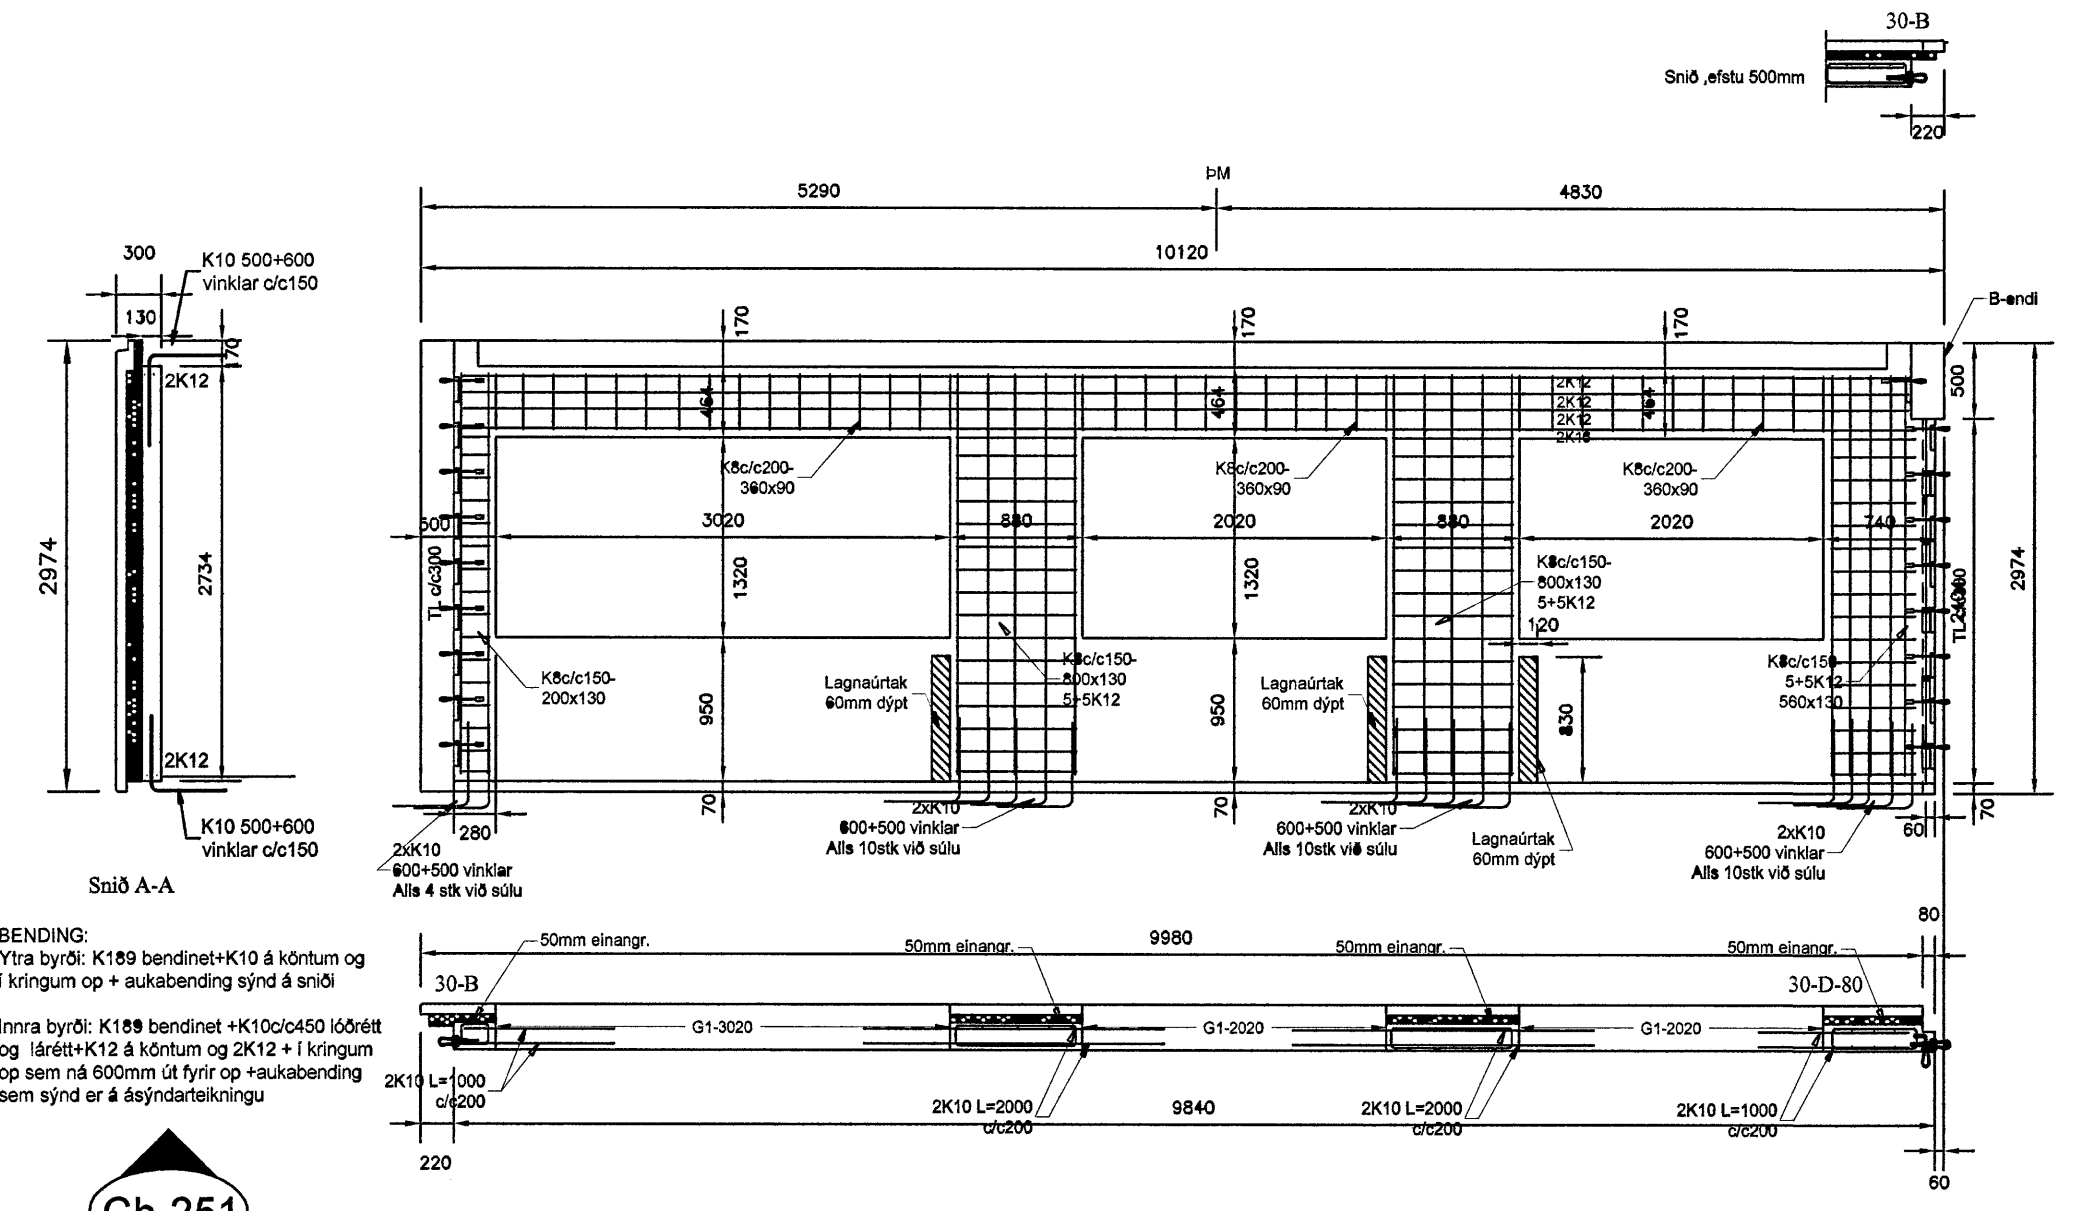 30-B
Snið ,efstu 500mm
220
ÞM
5290
4830
10120
B-endi
300
K10 500+600
vinklar c/c150
130
170
2K12
2974
2734
2K12
K10 500+600
vinklar c/c150
Snið A-A
170
170
170
500
464
464
464
2K12
2K12
2K12
2K16
K8c/c200-
360x90
K8c/c200-
360x90
K8c/c200-
360x90
500
3020
880
2020
880
2020
740
TL c/c300
1320
1320
K8c/c150-
800x130
5+5K12
120
2974
K8c/c150-
200x130
K8c/c150-
800x130
5+5K12
K8c/c150-
5+5K12
560x130
Lagnaúrtak
60mm dýpt
Lagnaúrtak
60mm dýpt
950
950
830
70
70
70
280
60
2xK10
600+500 vinklar
Alls 4 stk við súlu
2xK10
600+500 vinklar
Alls 10stk við súlu
2xK10
600+500 vinklar
Alls 10stk við súlu
Lagnaúrtak
60mm dýpt
2xK10
600+500 vinklar
Alls 10stk við súlu
80
BENDING:
Ytra byrði: K189 bendinet+K10 á köntum og
í kringum op + aukabending sýnd á sniði
Innra byrði: K189 bendinet +K10c/c450 lóðrétt
og lárétt+K12 á köntum og 2K12 + í kringum
op sem ná 600mm út fyrir op +aukabending
sem sýnd er á ásýndarteikningu
50mm einangr.
50mm einangr.
9980
50mm einangr.
50mm einangr.
30-B
30-D-80
G1-3020
G1-2020
G1-2020
2K10 L=1000
c/c200
2K10 L=2000
c/c200
9840
2K10 L=2000
c/c200
2K10 L=1000
c/c200
220
60